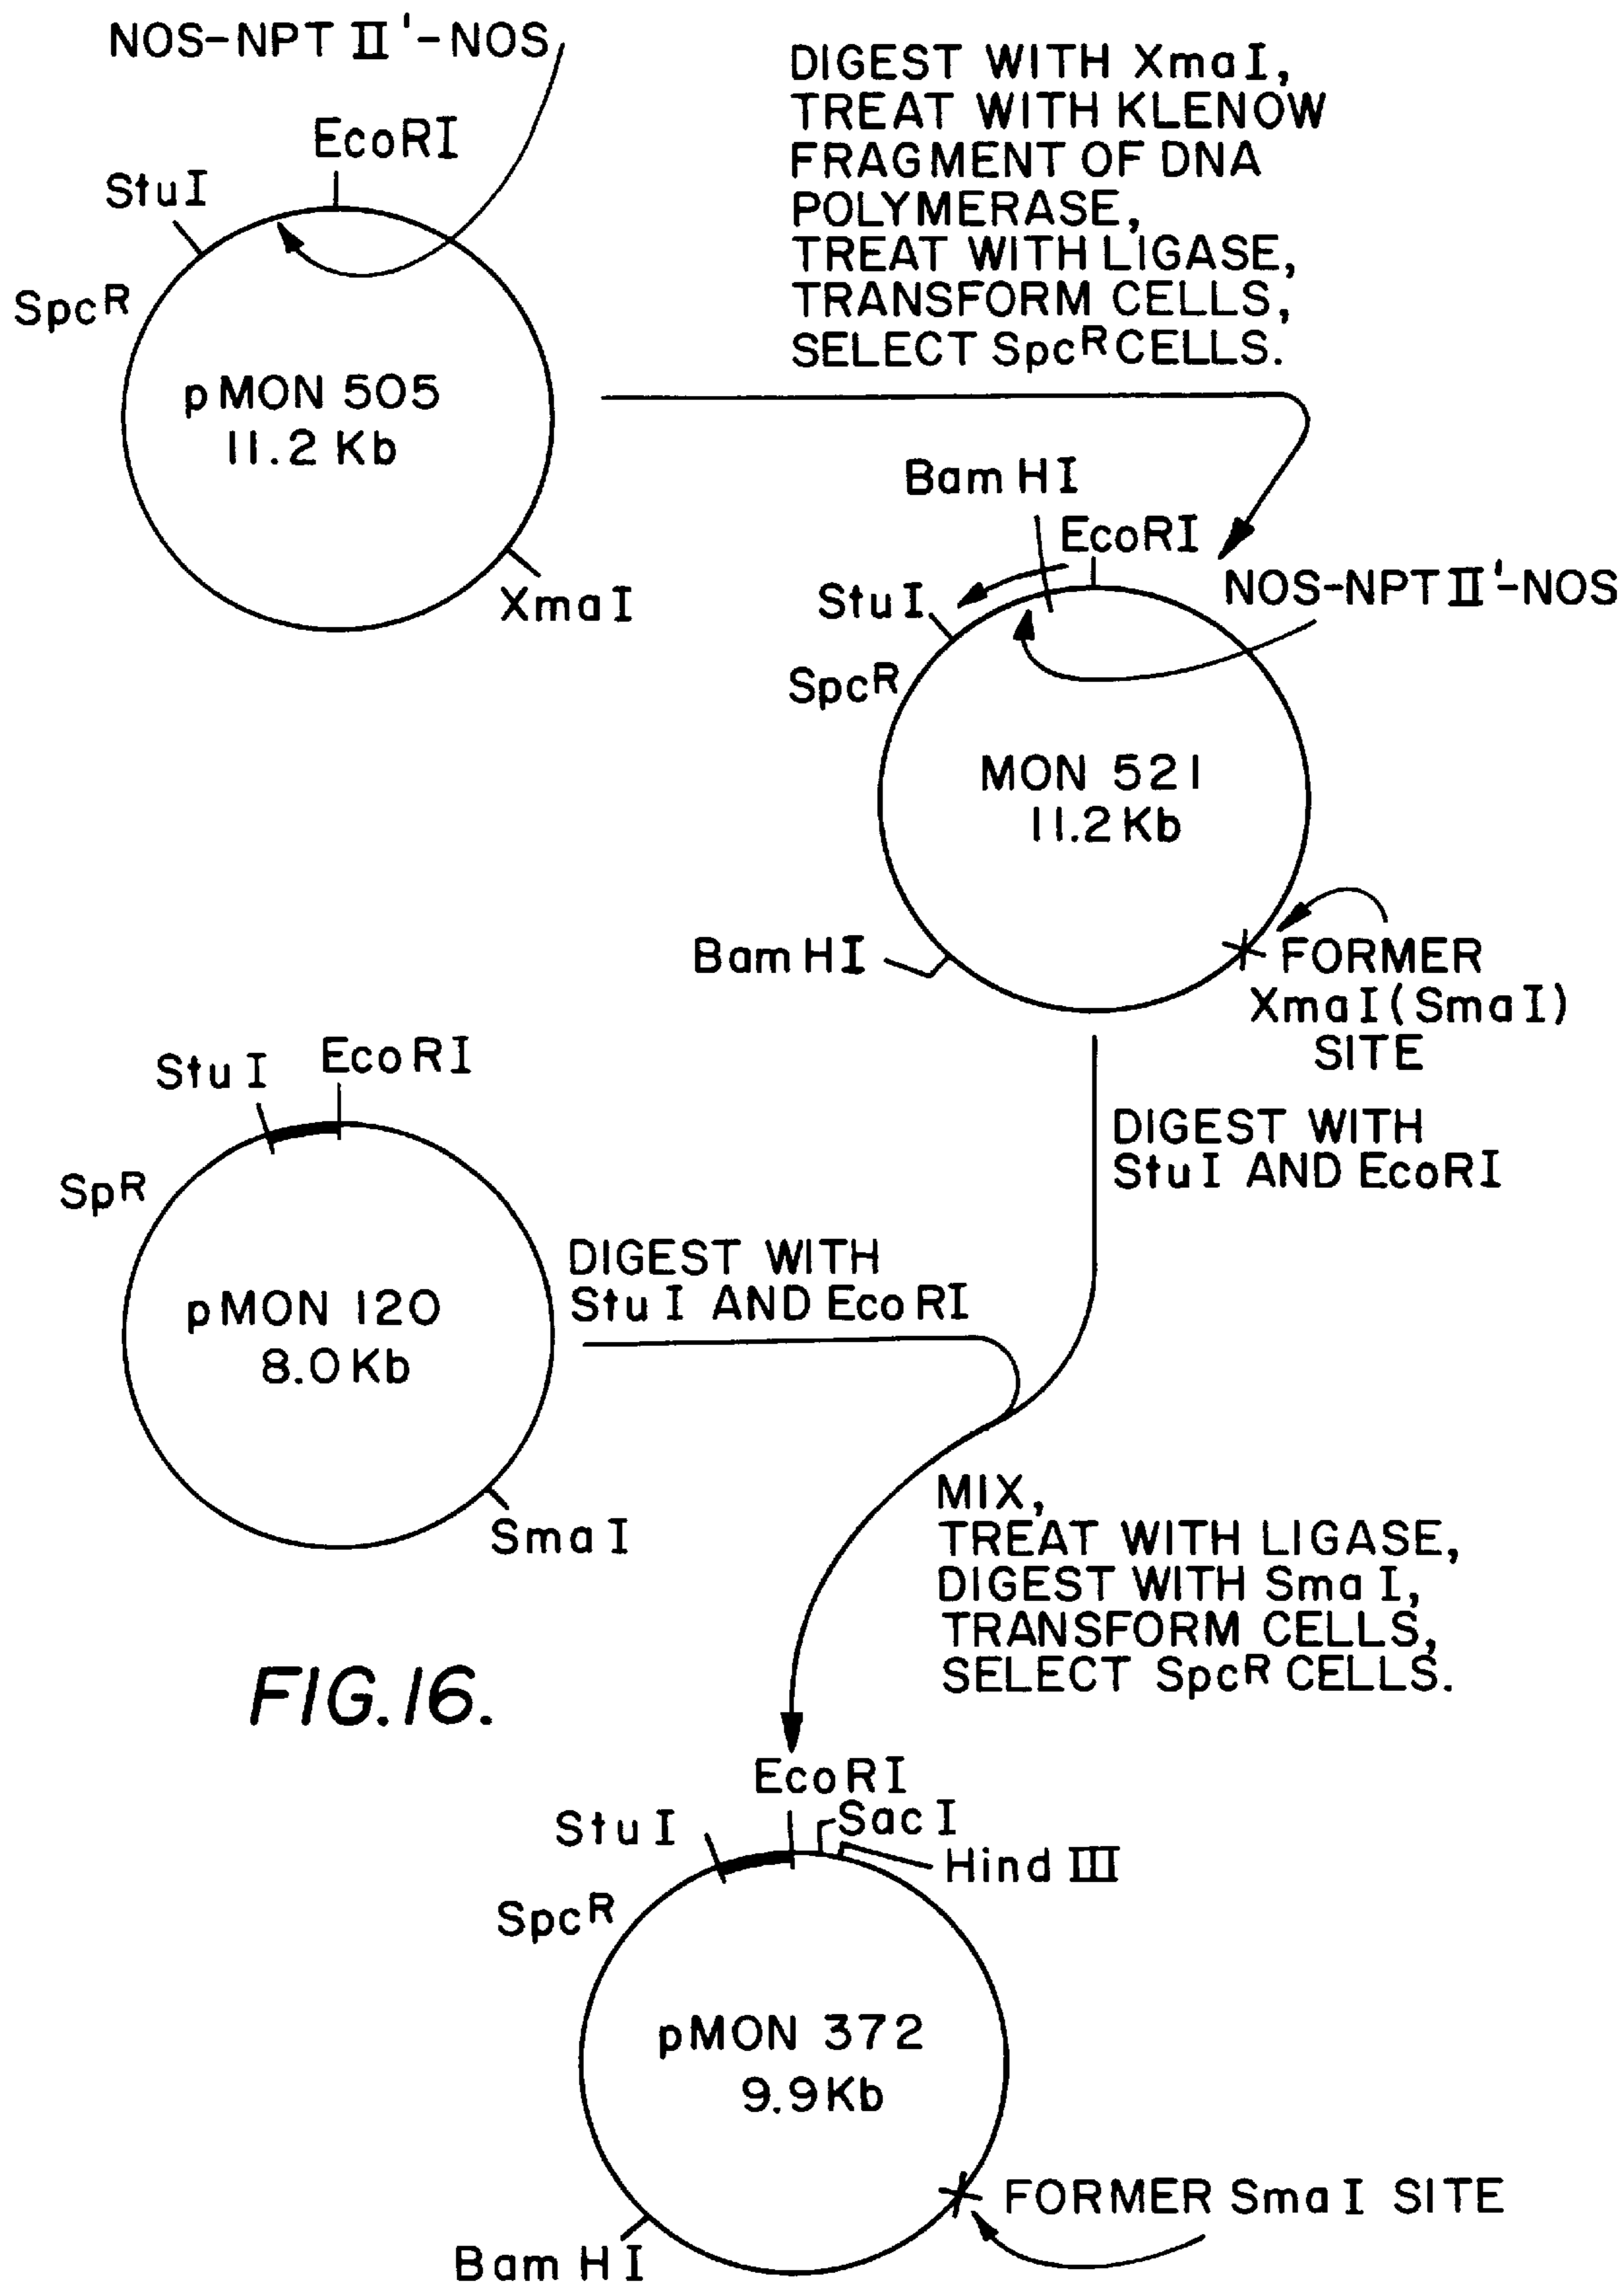 NOS-NPT II'-NOS
EcoRI
StuI
SpcR
pMON 505
11.2 Kb
XmaI
DIGEST WITH XmaI,
TREAT WITH KLENOW
FRAGMENT OF DNA
POLYMERASE,
TREAT WITH LIGASE,
TRANSFORM CELLS,
SELECT SpcR CELLS.
Bam HI
EcoRI
StuI
NOS-NPT II'-NOS
SpcR
MON 521
11.2 Kb
Bam HI
FORMER
XmaI (SmaI)
SITE
StuI
EcoRI
SpR
pMON 120
8.0 Kb
SmaI
DIGEST WITH
StuI AND EcoRI
DIGEST WITH
StuI AND EcoRI
MIX,
TREAT WITH LIGASE,
DIGEST WITH SmaI,
TRANSFORM CELLS,
SELECT SpcR CELLS.
FIG. 16.
EcoRI
StuI
SacI
Hind III
SpcR
pMON 372
9.9 Kb
FORMER SmaI SITE
Bam HI